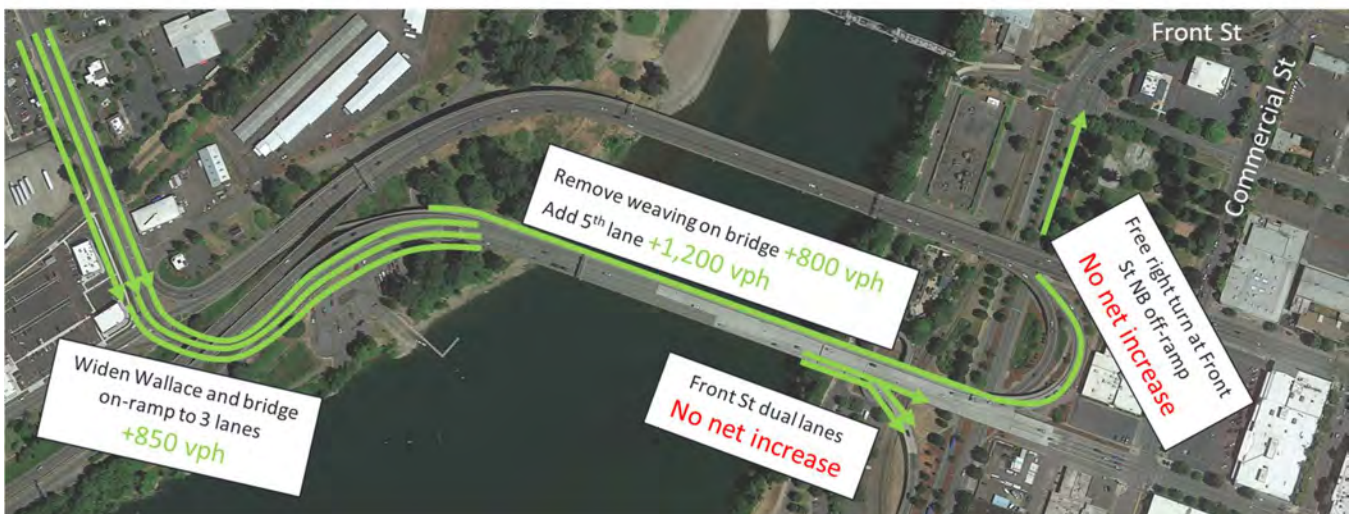 Front St
Commercial St
Remove weaving on bridge +800 vph
Add 5th lane +1,200 vph
Free right turn at Front
St NB off-ramp
No net increase
Widen Wallace and bridge
on-ramp to 3 lanes
+850 vph
Front St dual lanes
No net increase